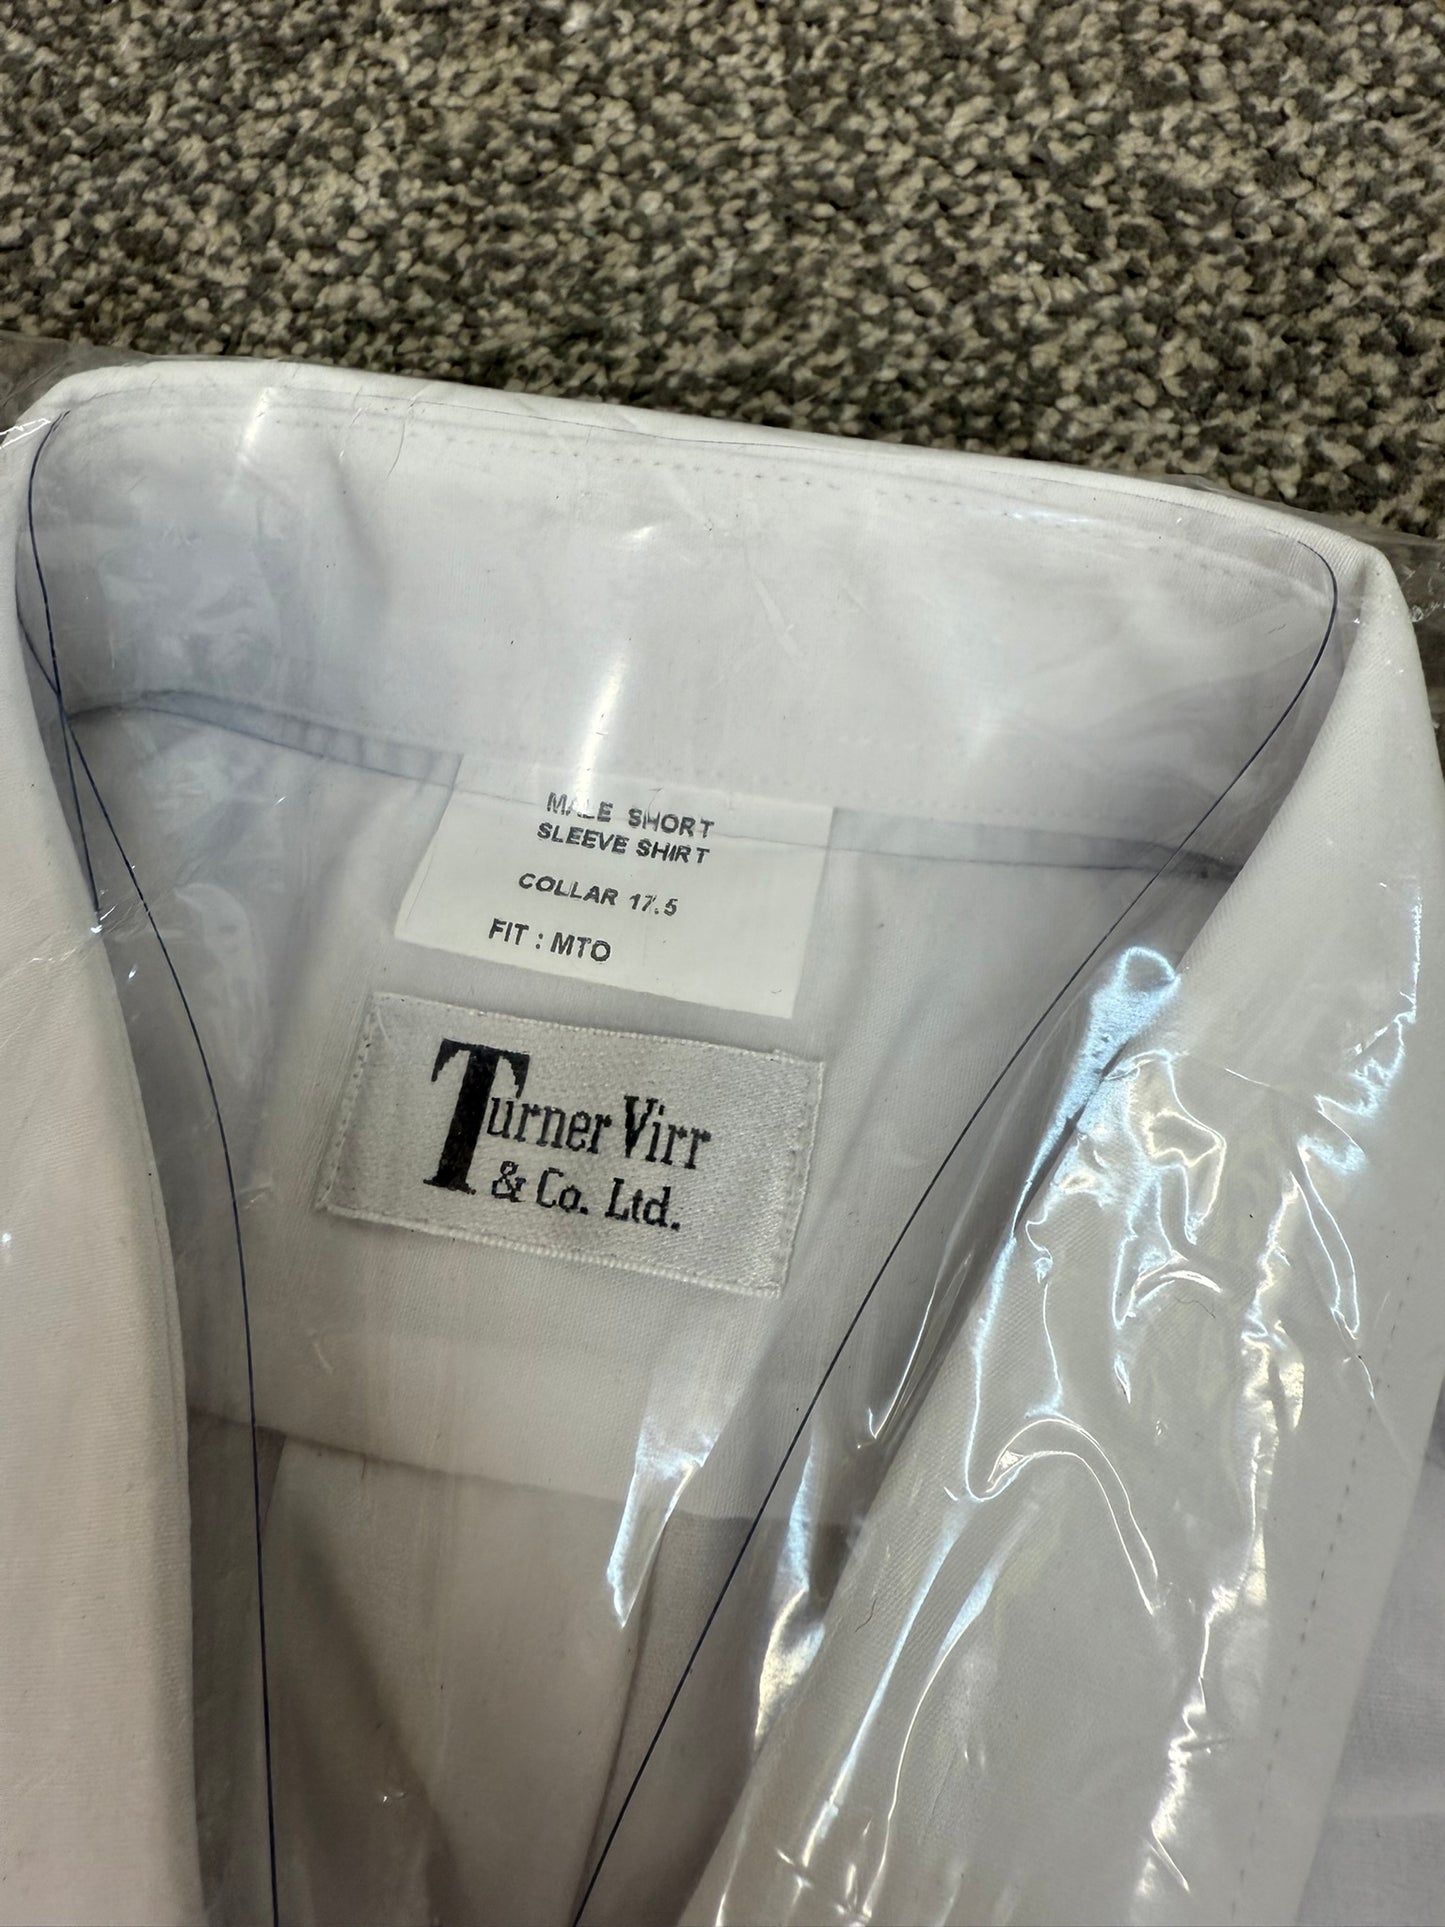 MALE SHORT
SLEEVE SHIRT
COLLAR 17.5
FIT : MTO
Turner Virr
& Co. Ltd.